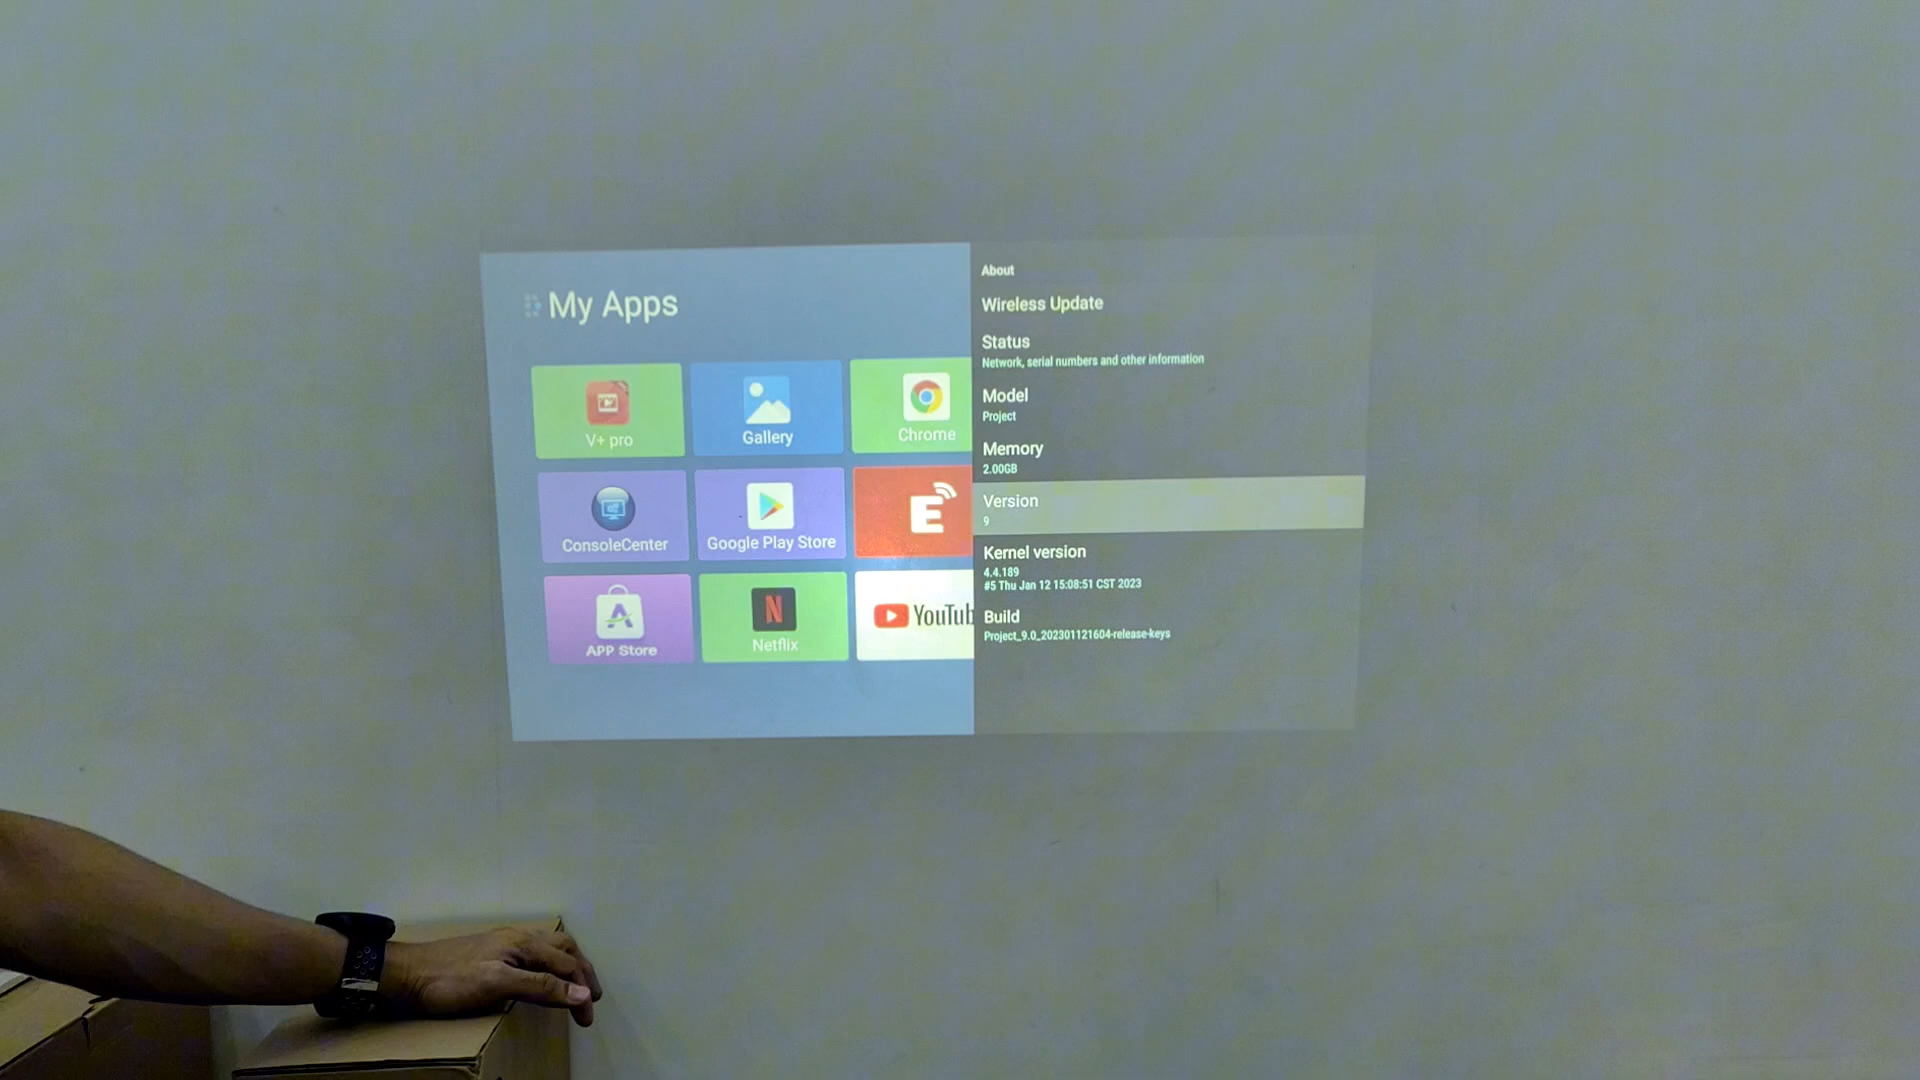 My Apps
V+ pro
Gallery
Chrome
ConsoleCenter
Google Play Store
E
APP Store
Netflix
YouTub
About
Wireless Update
Status
Network, serial numbers and other information
Model
Project
Memory
2.00GB
Version
9
Kernel version
4.4.189
#5 Thu Jan 12 15:08:51 CST 2023
Build
Project_9.0_202301121604-release-keys